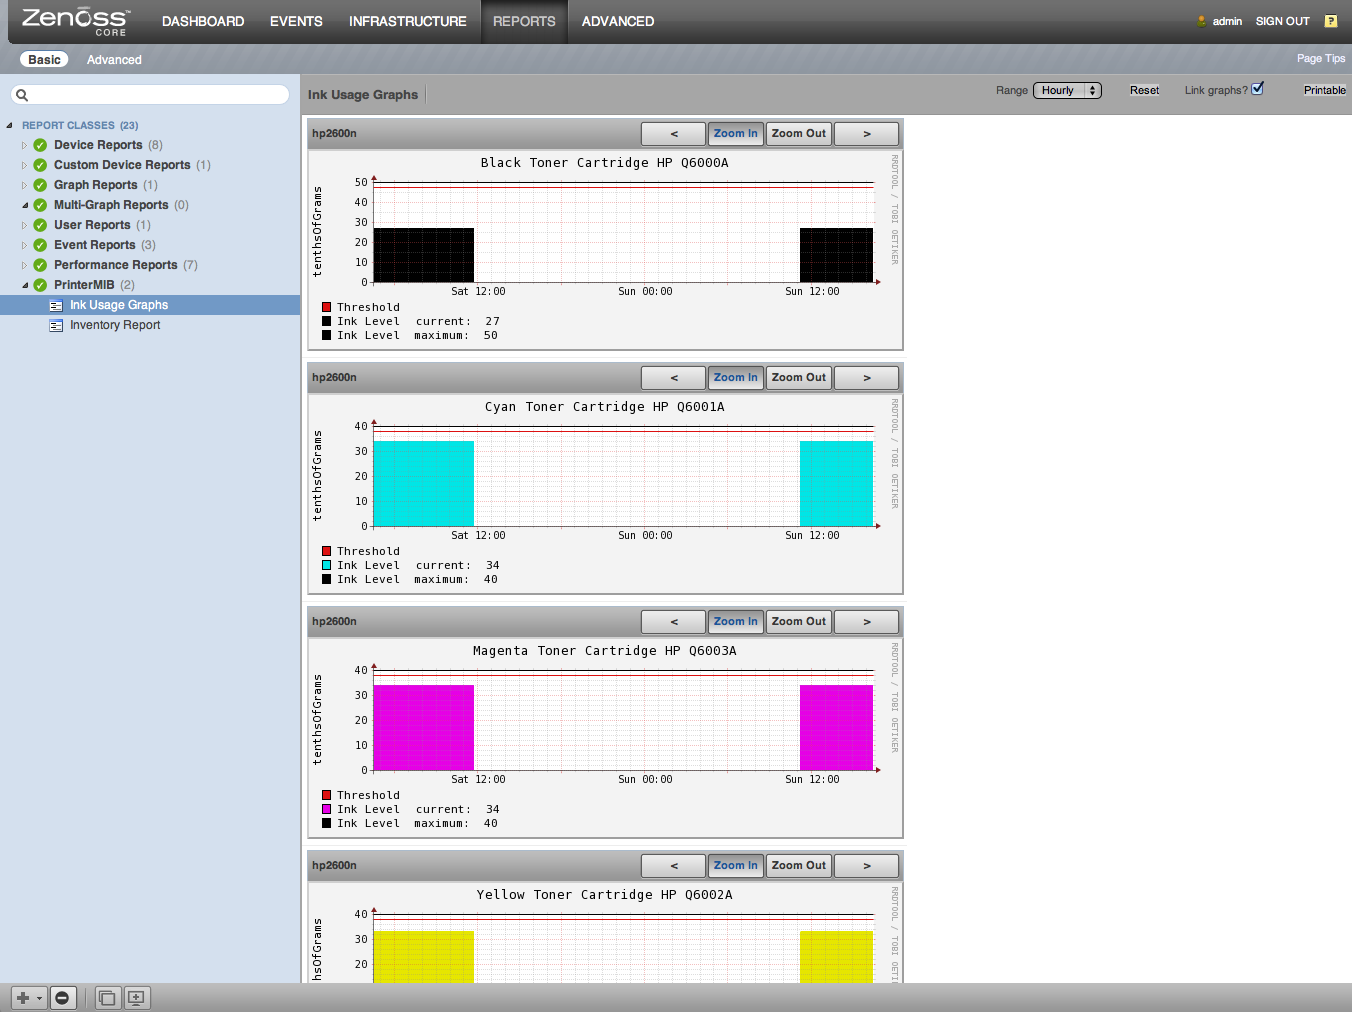 Zenoss™ CORE
DASHBOARD EVENTS INFRASTRUCTURE REPORTS ADVANCED admin SIGN OUT ?
Basic Advanced Page Tips
Ink Usage Graphs Range Hourly Reset Link graphs? Printable
REPORT CLASSES (23)
Device Reports (8)
Custom Device Reports (1)
Graph Reports (1)
Multi-Graph Reports (0)
User Reports (1)
Event Reports (3)
Performance Reports (7)
PrinterMIB (2)
Ink Usage Graphs
Inventory Report
hp2600n < Zoom In Zoom Out >
Black Toner Cartridge HP Q6000A
RRDTOOL / TOBI OETIKER
tenthsOfGrams
50
40
30
20
10
0
Sat 12:00 Sun 00:00 Sun 12:00
Threshold
Ink Level current: 27
Ink Level maximum: 50
hp2600n < Zoom In Zoom Out >
Cyan Toner Cartridge HP Q6001A
RRDTOOL / TOBI OETIKER
tenthsOfGrams
40
30
20
10
0
Sat 12:00 Sun 00:00 Sun 12:00
Threshold
Ink Level current: 34
Ink Level maximum: 40
hp2600n < Zoom In Zoom Out >
Magenta Toner Cartridge HP Q6003A
RRDTOOL / TOBI OETIKER
tenthsOfGrams
40
30
20
10
0
Sat 12:00 Sun 00:00 Sun 12:00
Threshold
Ink Level current: 34
Ink Level maximum: 40
hp2600n < Zoom In Zoom Out >
Yellow Toner Cartridge HP Q6002A
RRDTOOL / TOBI OETIKER
tenthsOfGrams
40
30
20